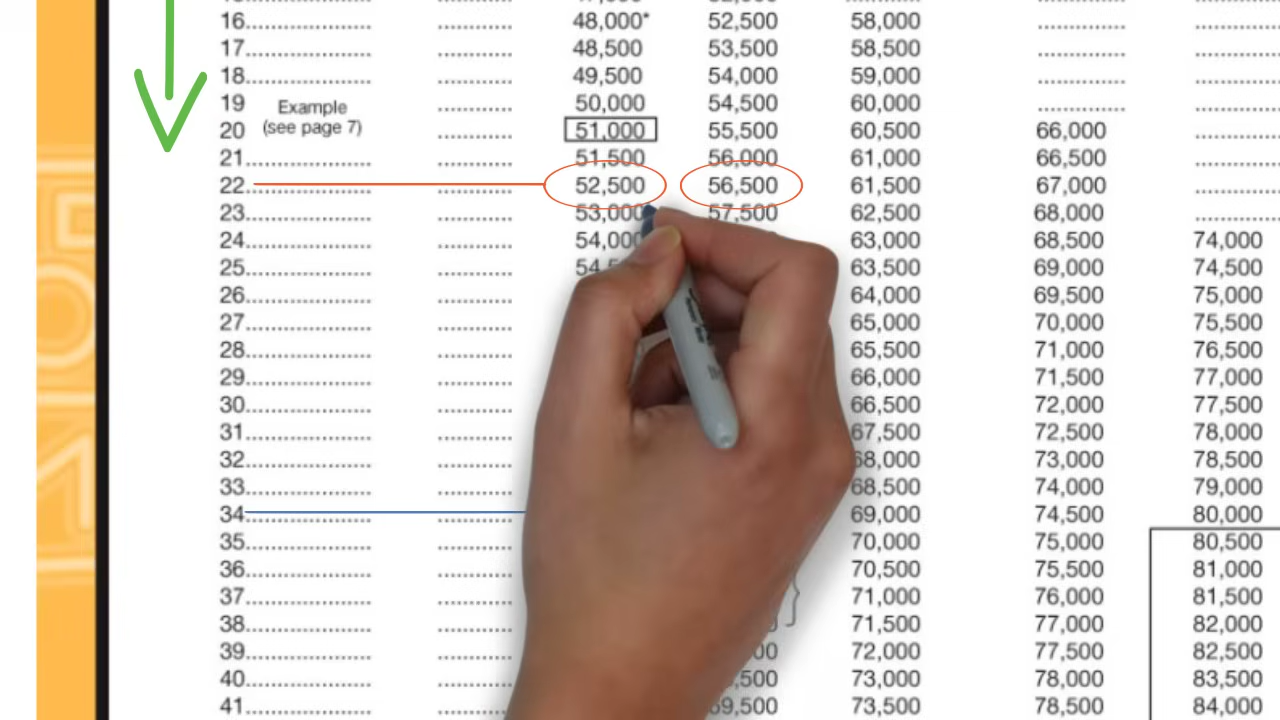 16 48,000* 52,500 58,000
17 48,500 53,500 58,500
18 49,500 54,000 59,000
19 Example 50,000 54,500 60,000
20 (see page 7) 51,000 55,500 60,500 66,000
21 51,500 56,000 61,000 66,500
22 52,500 56,500 61,500 67,000
23 53,000 57,500 62,500 68,000
24 63,000 68,500 74,000
25 63,500 69,000 74,500
26 64,000 69,500 75,000
27 65,000 70,000 75,500
28 65,500 71,000 76,500
29 66,000 71,500 77,000
30 66,500 72,000 77,500
31 67,500 72,500 78,000
32 68,000 73,000 78,500
33 68,500 74,000 79,000
34 69,000 74,500 80,000
35 70,000 75,000 80,500
36 70,500 75,500 81,000
37 71,000 76,000 81,500
38 71,500 77,000 82,000
39 72,000 77,500 82,500
40 73,000 78,000 83,500
41 73,500 78,500 84,000